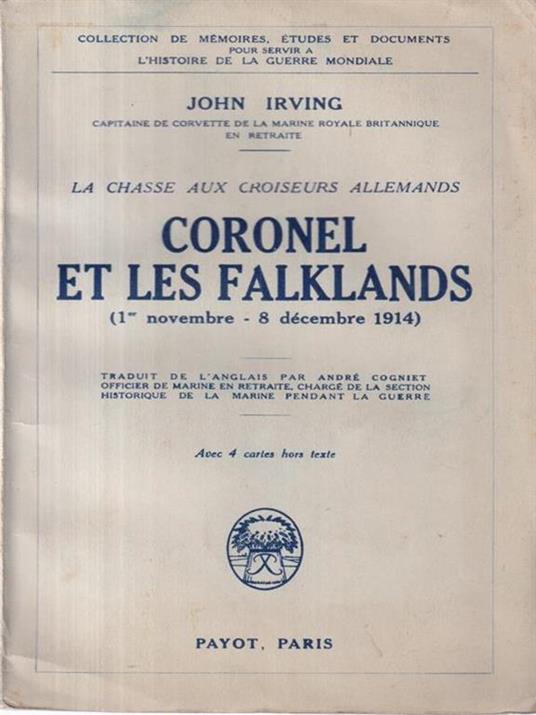 COLLECTION DE MÉMOIRES, ÉTUDES ET DOCUMENTS
POUR SERVIR A
L'HISTOIRE DE LA GUERRE MONDIALE
JOHN IRVING
CAPITAINE DE CORVETTE DE LA MARINE ROYALE BRITANNIQUE
EN RETRAITE
LA CHASSE AUX CROISEURS ALLEMANDS
CORONEL
ET LES FALKLANDS
(1er novembre - 8 décembre 1914)
TRADUIT DE L'ANGLAIS PAR ANDRÉ COGNIET
OFFICIER DE MARINE EN RETRAITE, CHARGÉ DE LA SECTION
HISTORIQUE DE LA MARINE PENDANT LA GUERRE
Avec 4 cartes hors texte
PAYOT, PARIS